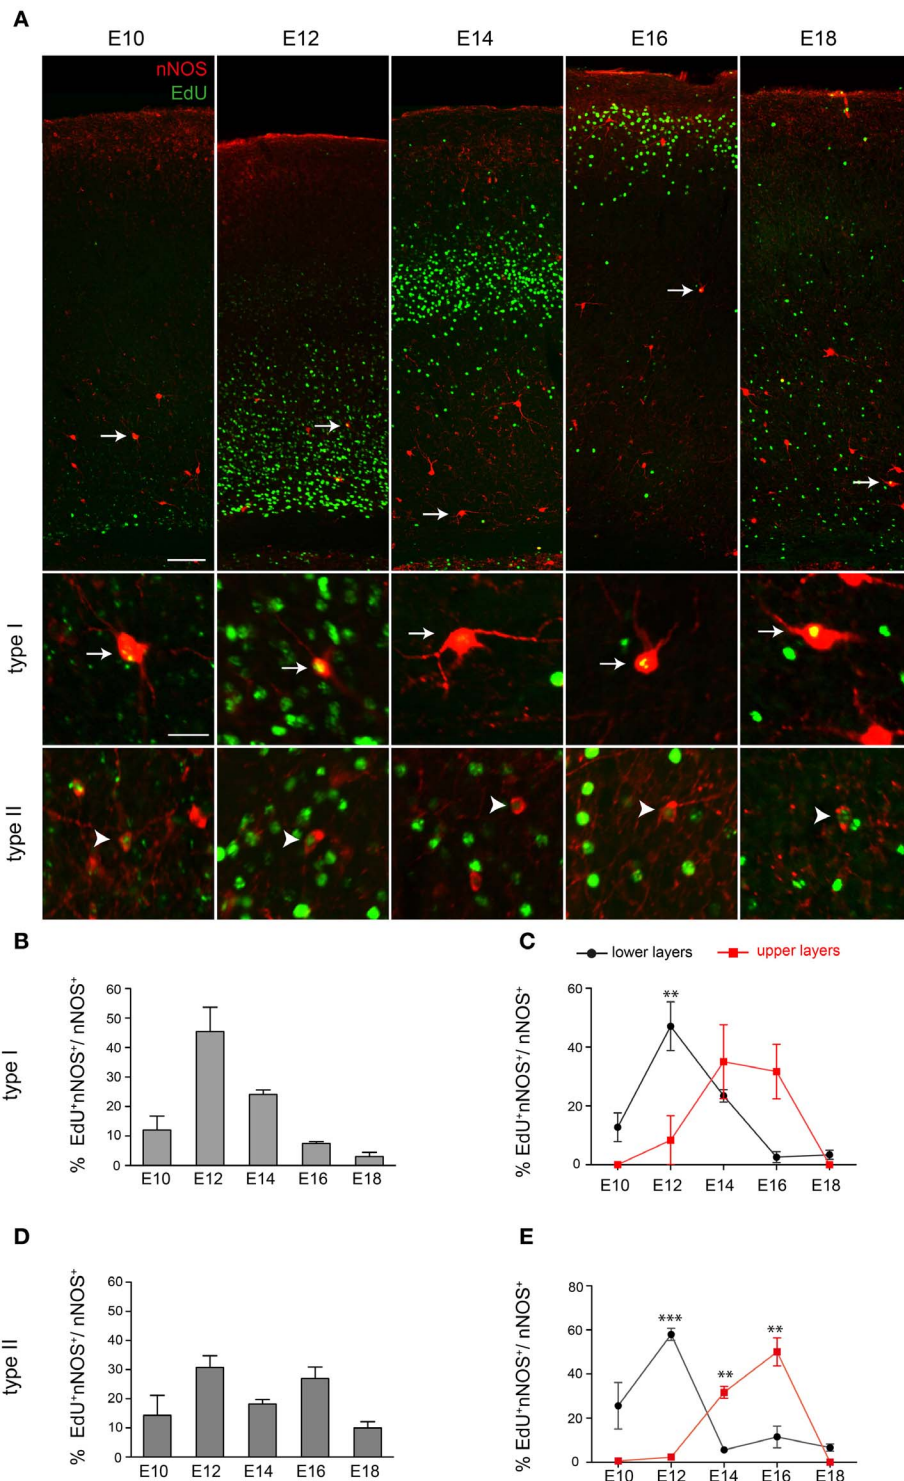 A
E10 E12 E14 E16 E18
nNOS
EdU
type I
type II
B
type I
% EdU⁺nNOS⁺/ nNOS⁺
60
50
40
30
20
10
0
E10 E12 E14 E16 E18
C
lower layers upper layers
% EdU⁺nNOS⁺/ nNOS⁺
60
40
20
0
**
E10 E12 E14 E16 E18
D
type II
% EdU⁺nNOS⁺/ nNOS⁺
60
50
40
30
20
10
0
E10 E12 E14 E16 E18
E
% EdU⁺nNOS⁺/ nNOS⁺
80
60
40
20
0
***
**
**
E10 E12 E14 E16 E18